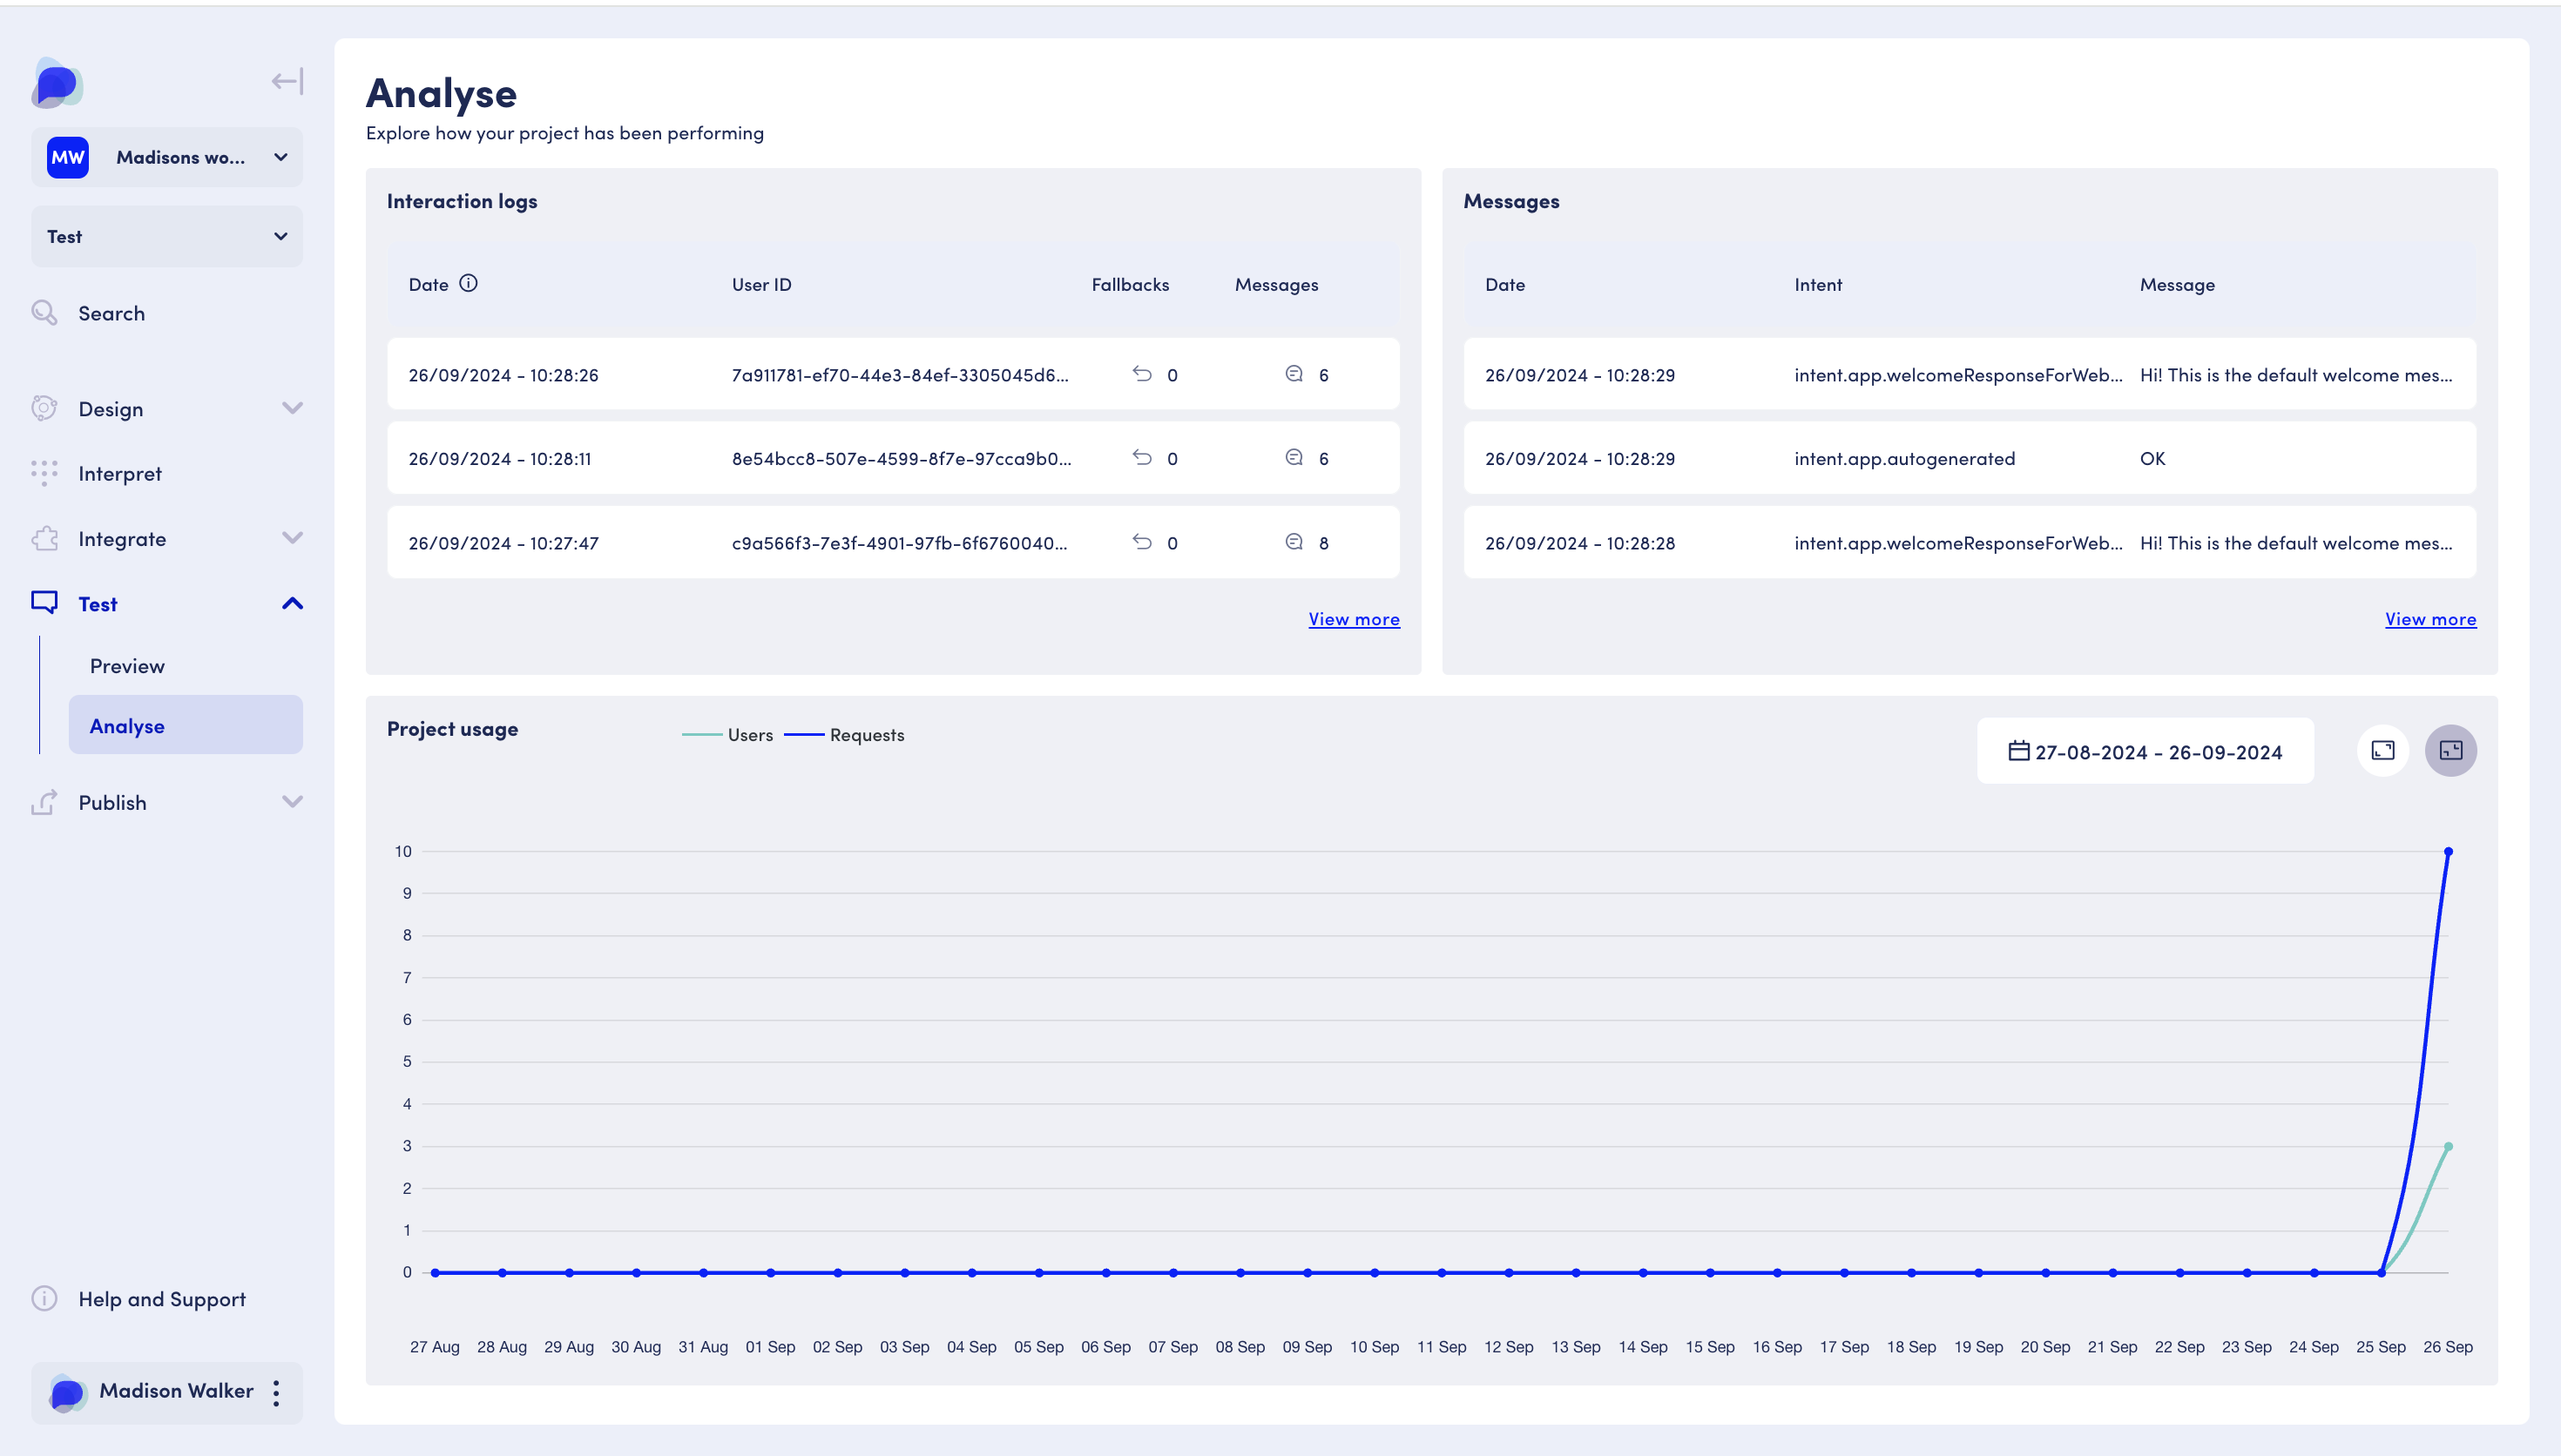 MW Madisons wo...
Test
Search
Design
Interpret
Integrate
Test
Preview
Analyse
Publish
Help and Support
Madison Walker
Analyse
Explore how your project has been performing
Interaction logs
Date User ID Fallbacks Messages
26/09/2024 - 10:28:26 7a911781-ef70-44e3-84ef-3305045d6... 0 6
26/09/2024 - 10:28:11 8e54bcc8-507e-4599-8f7e-97cca9b0... 0 6
26/09/2024 - 10:27:47 c9a566f3-7e3f-4901-97fb-6f6760040... 0 8
View more
Messages
Date Intent Message
26/09/2024 - 10:28:29 intent.app.welcomeResponseForWeb... Hi! This is the default welcome mes...
26/09/2024 - 10:28:29 intent.app.autogenerated OK
26/09/2024 - 10:28:28 intent.app.welcomeResponseForWeb... Hi! This is the default welcome mes...
View more
Project usage Users Requests 27-08-2024 - 26-09-2024
10
9
8
7
6
5
4
3
2
1
0
27 Aug 28 Aug 29 Aug 30 Aug 31 Aug 01 Sep 02 Sep 03 Sep 04 Sep 05 Sep 06 Sep 07 Sep 08 Sep 09 Sep 10 Sep 11 Sep 12 Sep 13 Sep 14 Sep 15 Sep 16 Sep 17 Sep 18 Sep 19 Sep 20 Sep 21 Sep 22 Sep 23 Sep 24 Sep 25 Sep 26 Sep